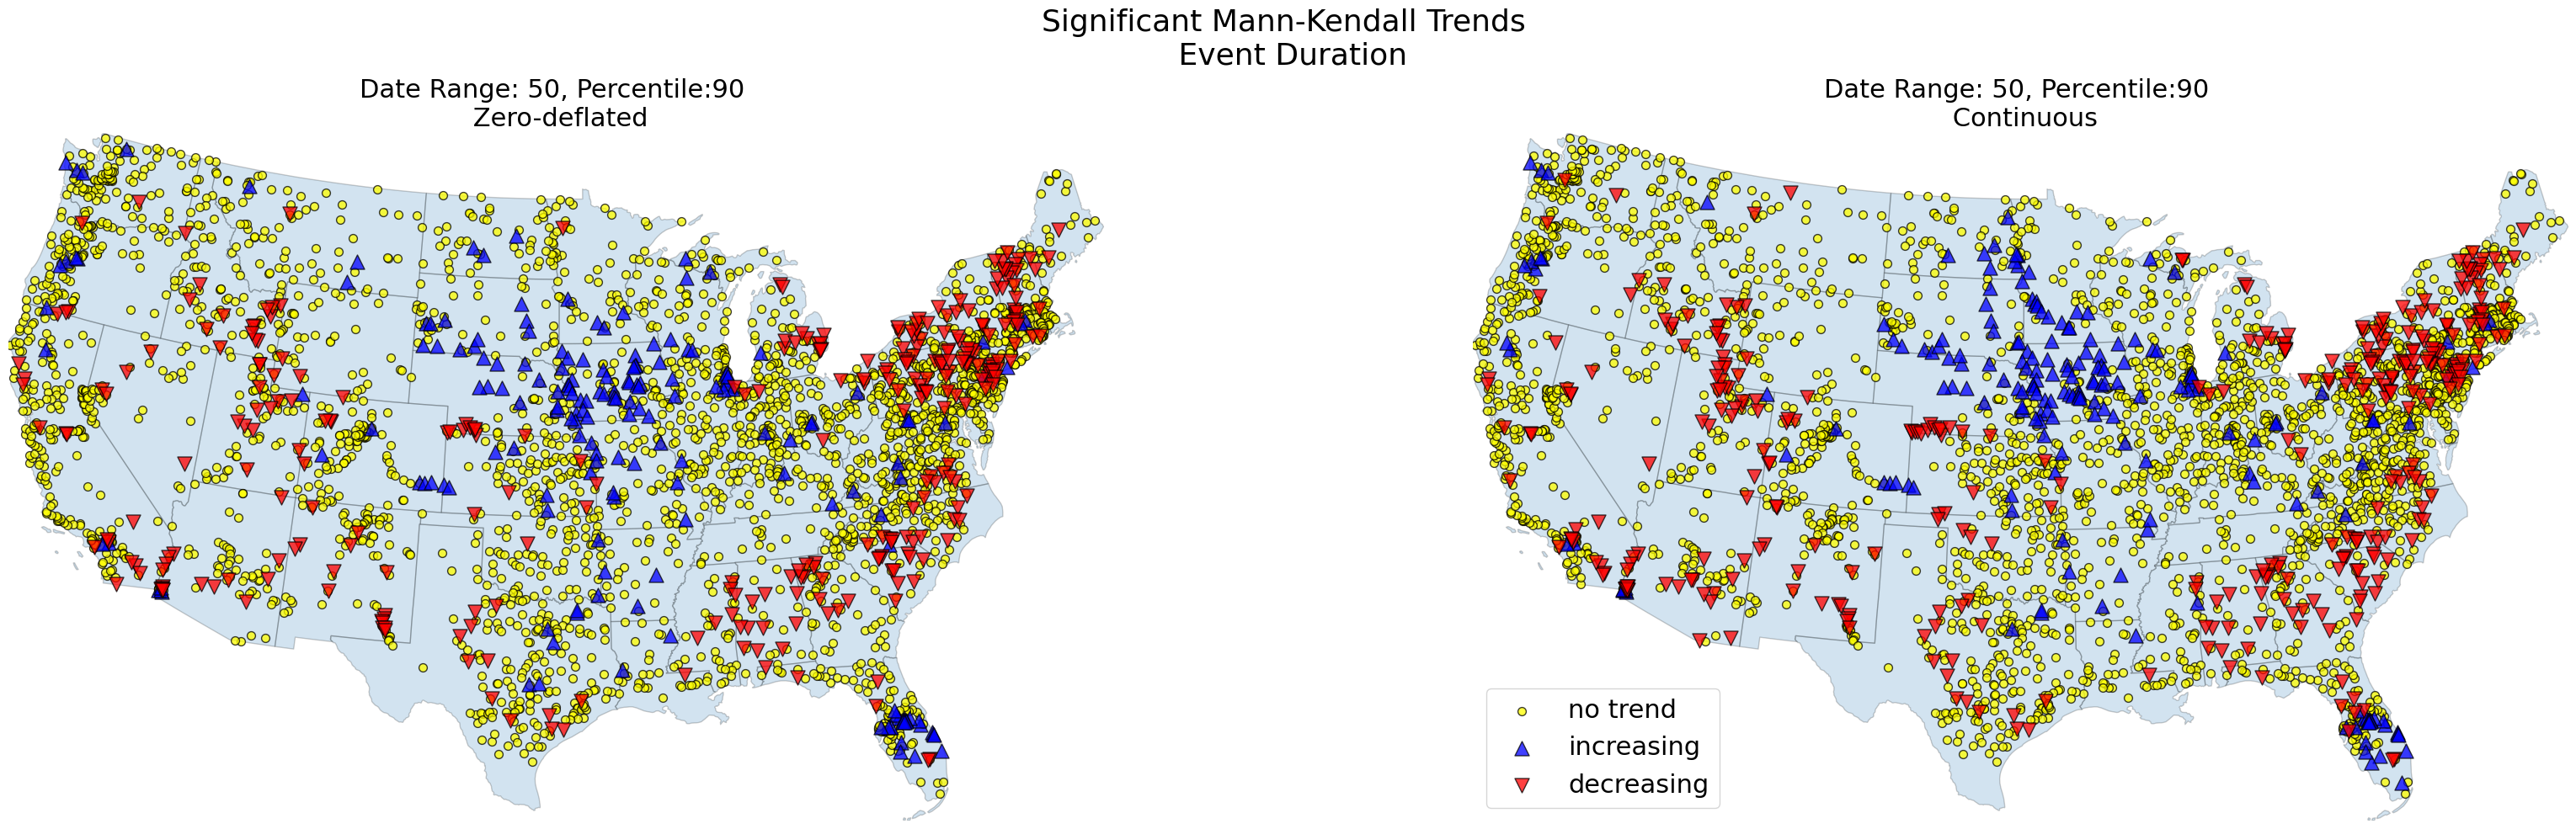 Significant Mann-Kendall Trends
Event Duration
Date Range: 50, Percentile:90
Zero-deflated
Date Range: 50, Percentile:90
Continuous
no trend
increasing
decreasing